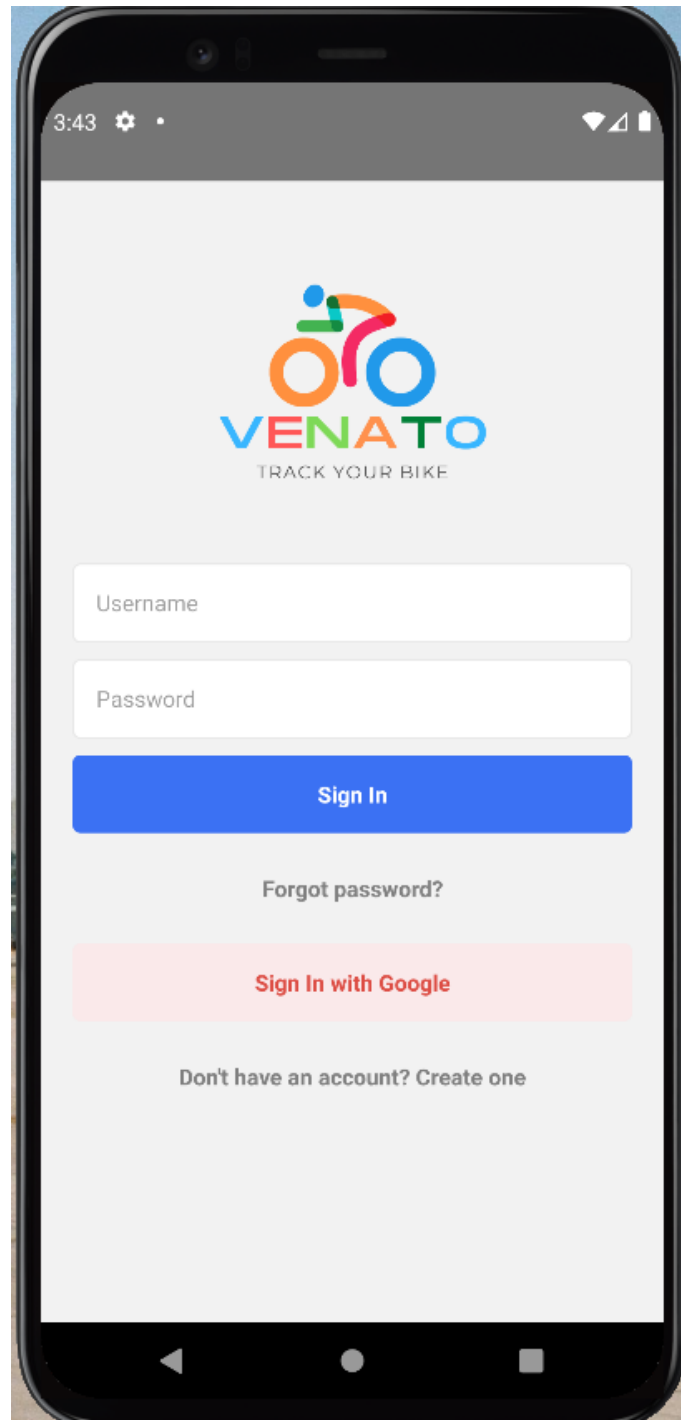 3:43
VENATO
TRACK YOUR BIKE
Username
Password
Sign In
Forgot password?
Sign In with Google
Don't have an account? Create one